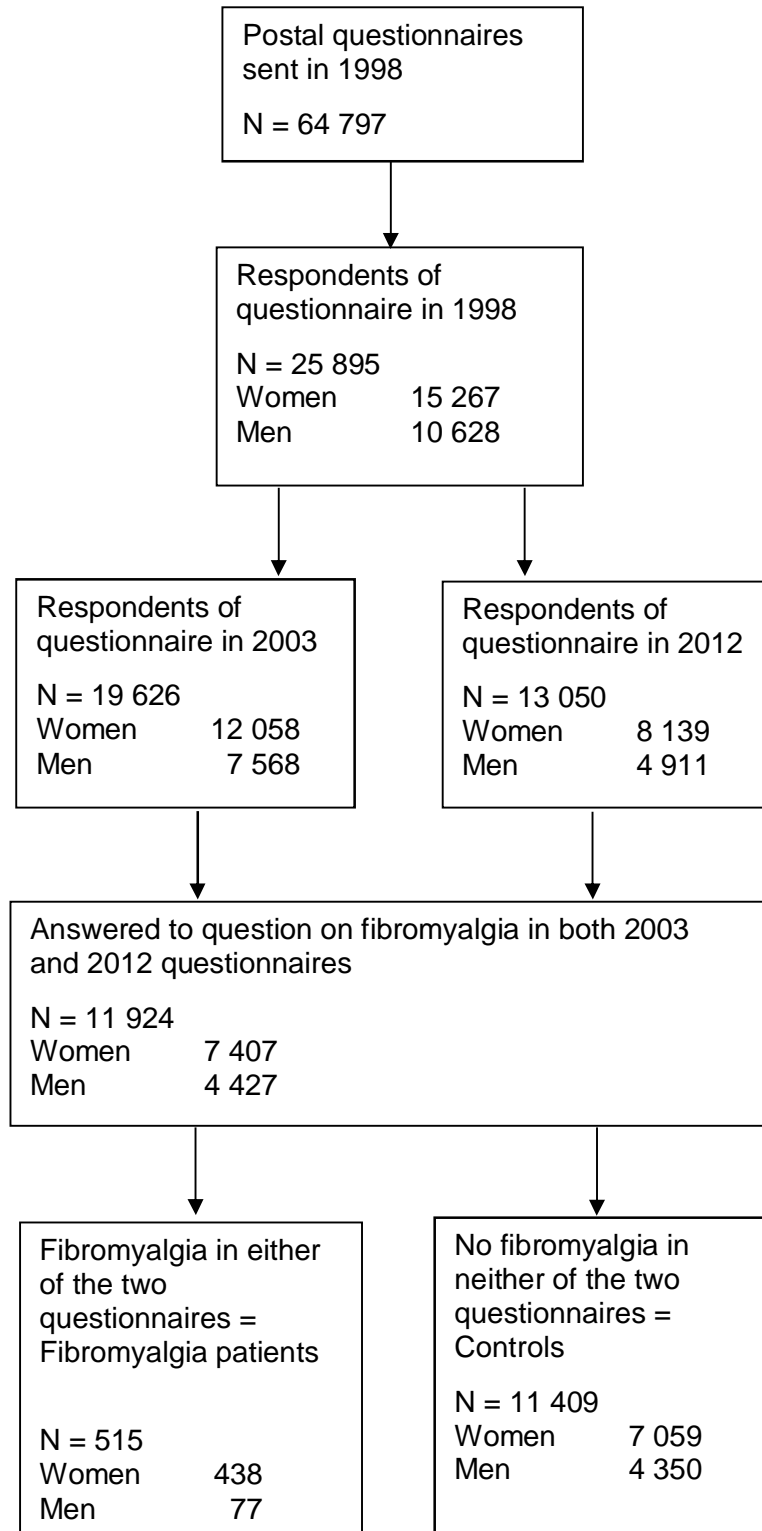 Postal questionnaires
sent in 1998
N = 64 797
Respondents of
questionnaire in 1998
N = 25 895
Women 15 267
Men 10 628
Respondents of
questionnaire in 2003
N = 19 626
Women 12 058
Men 7 568
Respondents of
questionnaire in 2012
N = 13 050
Women 8 139
Men 4 911
Answered to question on fibromyalgia in both 2003
and 2012 questionnaires
N = 11 924
Women 7 407
Men 4 427
Fibromyalgia in either
of the two
questionnaires =
Fibromyalgia patients
N = 515
Women 438
Men 77
No fibromyalgia in
neither of the two
questionnaires =
Controls
N = 11 409
Women 7 059
Men 4 350